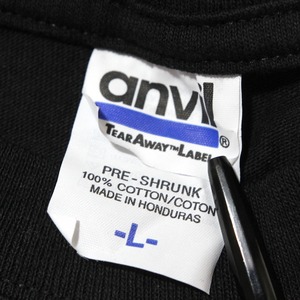 anvil
®
TEARAWAY™LABEL
PRE-SHRUNK
100% COTTON/COTON
MADE IN HONDURAS
-L-